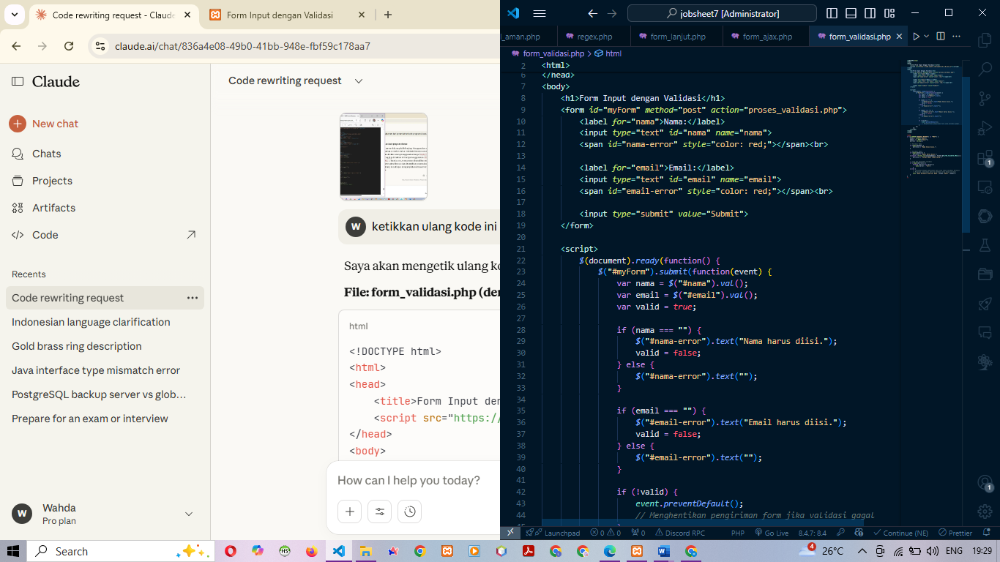 Code rewriting request - Claude
Form Input dengan Validasi
claude.ai/chat/836a4e08-49b0-41bb-948e-fbf59c178aa7
Claude
New chat
Chats
Projects
Artifacts
Code
Recents
Code rewriting request
Indonesian language clarification
Gold brass ring description
Java interface type mismatch error
PostgreSQL backup server vs glob...
Prepare for an exam or interview
W
Wahda
Pro plan
Code rewriting request
W
ketikkan ulang kode ini
Saya akan mengetik ulang ko
File: form_validasi.php (den
html
<!DOCTYPE html>
<html>
<head>
<title>Form Input den
<script src="https:/
</head>
<body>
How can I help you today?
jobsheet7 [Administrator]
l_aman.php
regex.php
form_lanjut.php
form_ajax.php
form_validasi.php
form_validasi.php > html
2 <html>
6 </head>
7 <body>
8 <h1>Form Input dengan Validasi</h1>
9 <form id="myForm" method="post" action="proses_validasi.php">
10 <label for="nama">Nama:</label>
11 <input type="text" id="nama" name="nama">
12 <span id="nama-error" style="color: red;"></span><br>
13
14 <label for="email">Email:</label>
15 <input type="text" id="email" name="email">
16 <span id="email-error" style="color: red;"></span><br>
17
18 <input type="submit" value="Submit">
19 </form>
20
21 <script>
22 $(document).ready(function() {
23 $("#myForm").submit(function(event) {
24 var nama = $("#nama").val();
25 var email = $("#email").val();
26 var valid = true;
27
28 if (nama === "") {
29 $("#nama-error").text("Nama harus diisi.");
30 valid = false;
31 } else {
32 $("#nama-error").text("");
33 }
34
35 if (email === "") {
36 $("#email-error").text("Email harus diisi.");
37 valid = false;
38 } else {
39 $("#email-error").text("");
40 }
41
42 if (!valid) {
43 event.preventDefault();
44 // Menghentikan pengiriman form jika validasi gagal
45 }
1
1
Launchpad
0 0
0
Discord RPC
PHP
Go Live
8.4.7: 8.4
Continue (NE)
Prettier
Search
4
26°C
ENG
19:29